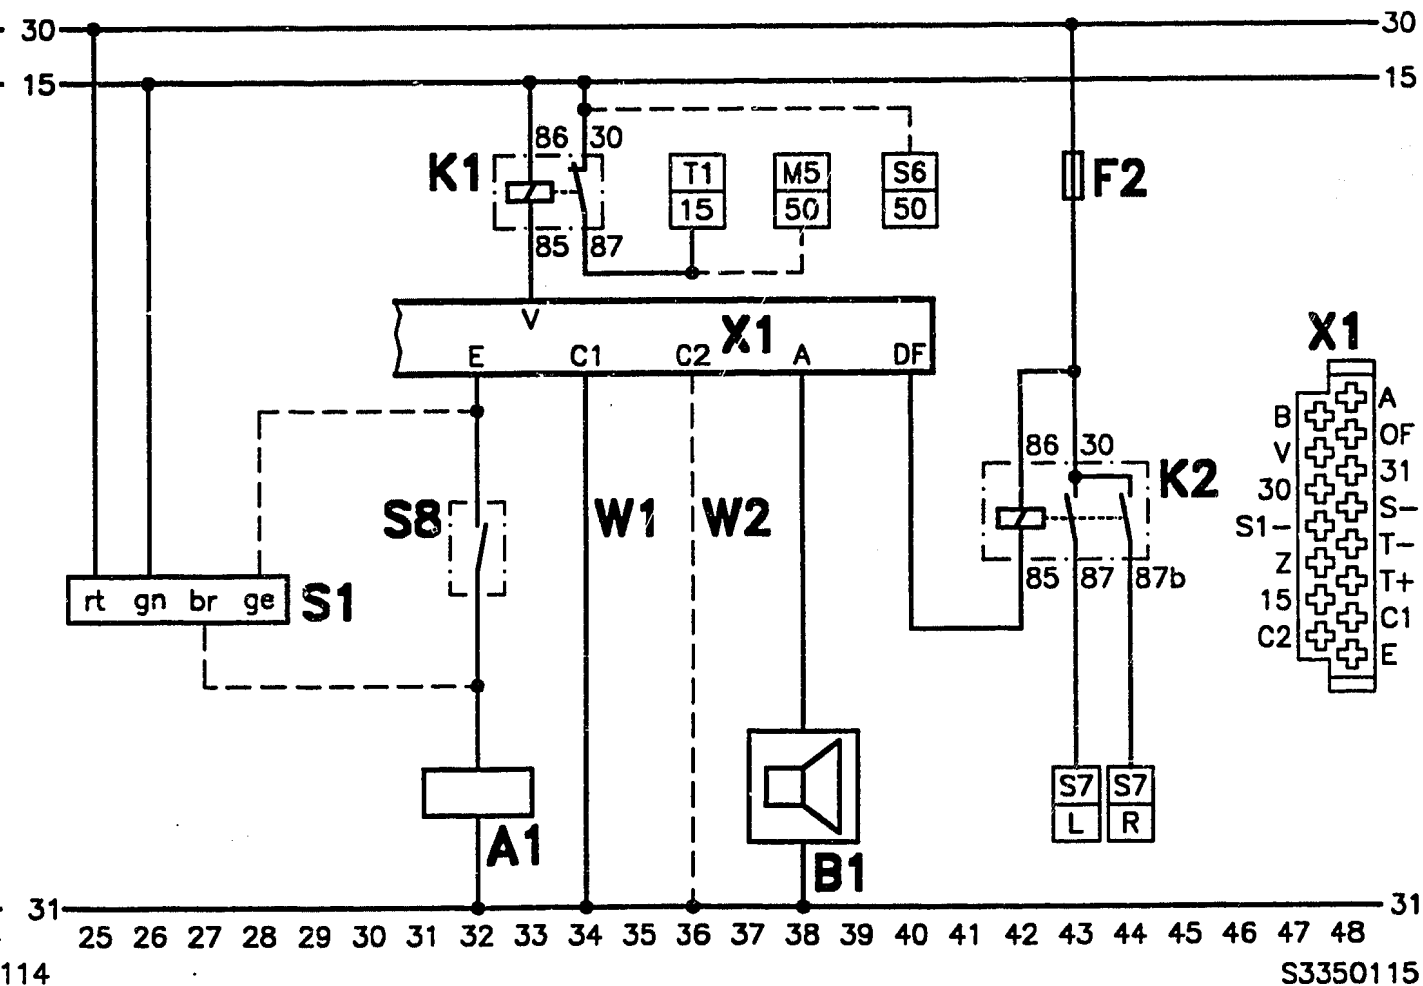 30 30
15 15
86 30
K1 T1 M5 S6 F2
15 50 50
85 87
V X1 X1
E C1 C2 A DF
A
B OF
V 31
86 30
30 S-
K2
S1- T-
S8 W1 W2
Z T+
85 87 87b
15 C1
rt gn br ge S1
C2 E
S7 S7
L R
A1
B1
31 31
25 26 27 28 29 30 31 32 33 34 35 36 37 38 39 40 41 42 43 44 45 46 47 48
114 S3350115